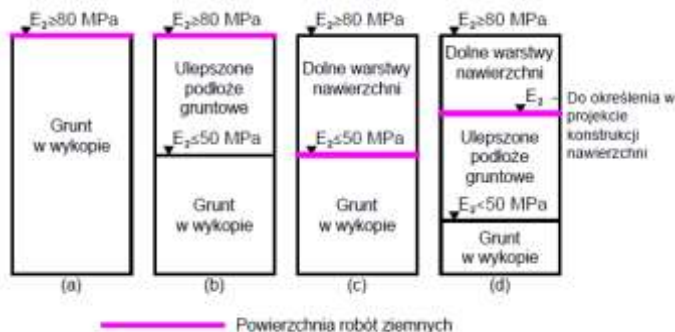 E₂≥80 MPa
Grunt
w wykopie
(a)
E₂≥80 MPa
Ulepszone
podłoże
gruntowe
E₂≤50 MPa
Grunt
w wykopie
(b)
E₂≥80 MPa
Dolne warstwy
nawierzchni
E₂≤50 MPa
Grunt
w wykopie
(c)
E₂≥80 MPa
Dolne warstwy
nawierzchni
E₂
Do określenia w
projekcie
konstrukcji
nawierzchni
Ulepszone
podłoże
gruntowe
E₂<50 MPa
Grunt
w wykopie
(d)
Powierzchnia robót ziemnych